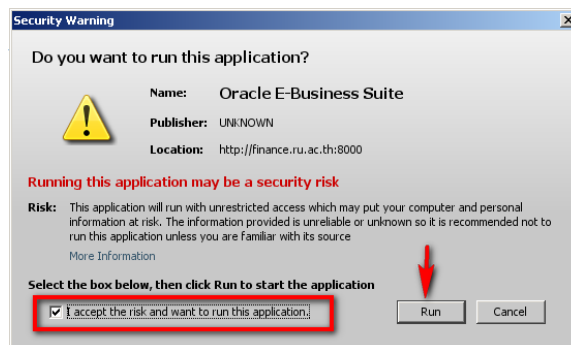 Security Warning
Do you want to run this application?
Name: Oracle E-Business Suite
Publisher: UNKNOWN
Location: http://finance.ru.ac.th:8000
Running this application may be a security risk
Risk: This application will run with unrestricted access which may put your computer and personal
information at risk. The information provided is unreliable or unknown so it is recommended not to
run this application unless you are familiar with its source
More Information
Select the box below, then click Run to start the application
I accept the risk and want to run this application.
Run Cancel